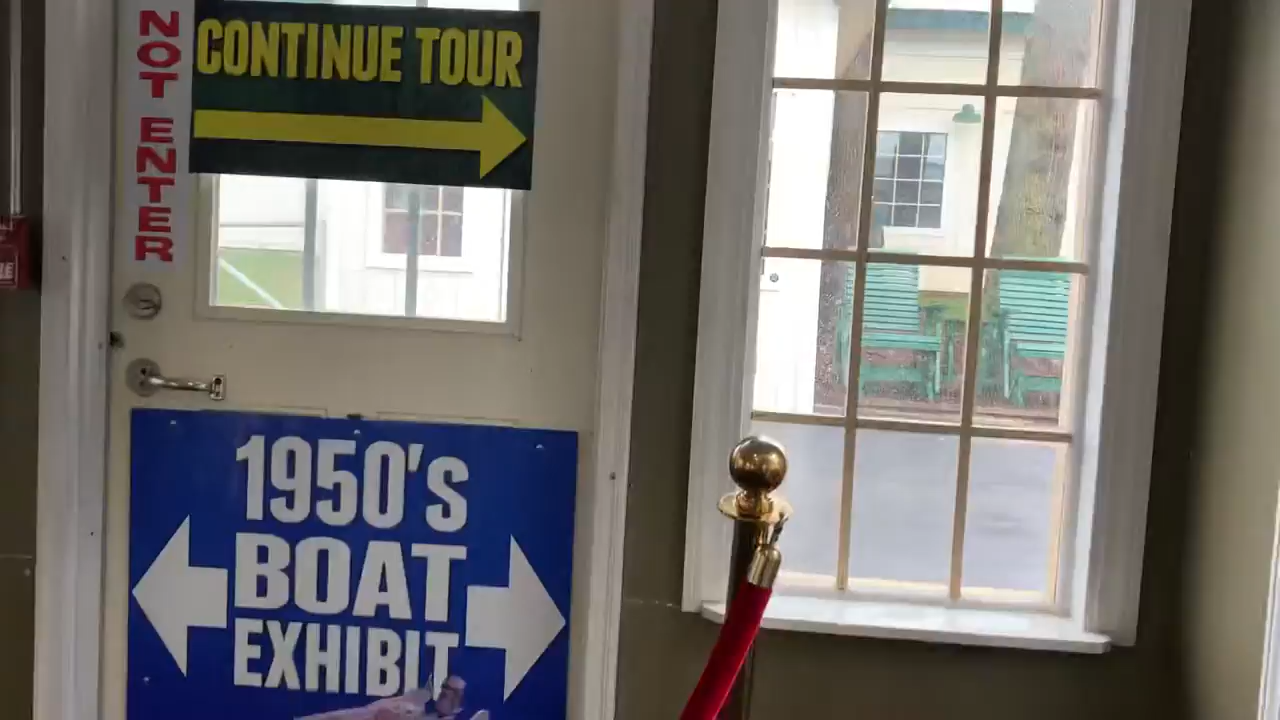 NOT ENTER
CONTINUE TOUR
1950'S
BOAT
EXHIBIT